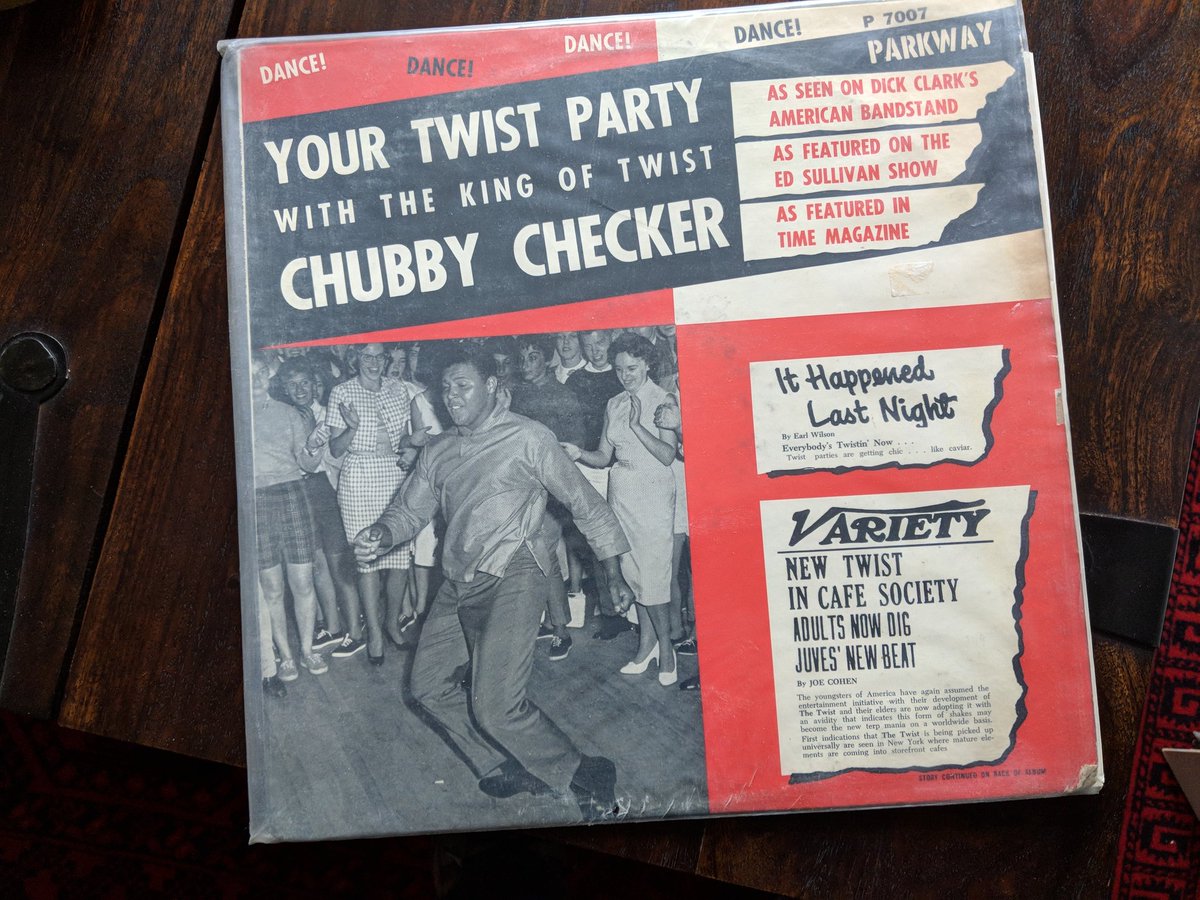 DANCE!
DANCE!
DANCE!
DANCE!
P 7007
PARKWAY
YOUR TWIST PARTY
WITH THE KING OF TWIST
CHUBBY CHECKER
AS SEEN ON DICK CLARK'S
AMERICAN BANDSTAND
AS FEATURED ON THE
ED SULLIVAN SHOW
AS FEATURED IN
TIME MAGAZINE
It Happened
Last Night
By Earl Wilson
Everybody's Twistin' Now . . .
Twist parties are getting chic . . . like caviar.
VARIETY
NEW TWIST
IN CAFE SOCIETY
ADULTS NOW DIG
JUVES' NEW BEAT
By JOE COHEN
The youngsters of America have again assumed the
entertainment initiative with their development of
The Twist and their elders are now adopting it with
an avidity that indicates this form of shakes may
become the new terp mania on a worldwide basis.
First indications that The Twist is being picked up
universally are seen in New York where mature ele-
ments are coming into storefront cafes
STORY CONTINUED ON BACK OF ALBUM